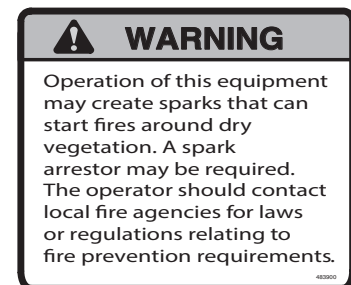 WARNING
Operation of this equipment
may create sparks that can
start fires around dry
vegetation. A spark
arrestor may be required.
The operator should contact
local fire agencies for laws
or regulations relating to
fire prevention requirements.
483900